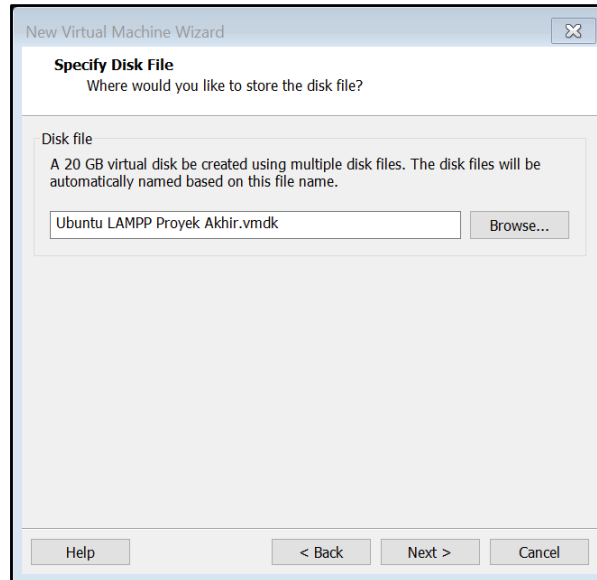 New Virtual Machine Wizard
Specify Disk File
Where would you like to store the disk file?
Disk file
A 20 GB virtual disk be created using multiple disk files. The disk files will be
automatically named based on this file name.
Ubuntu LAMPP Proyek Akhir.vmdk
Browse...
Help
< Back
Next >
Cancel